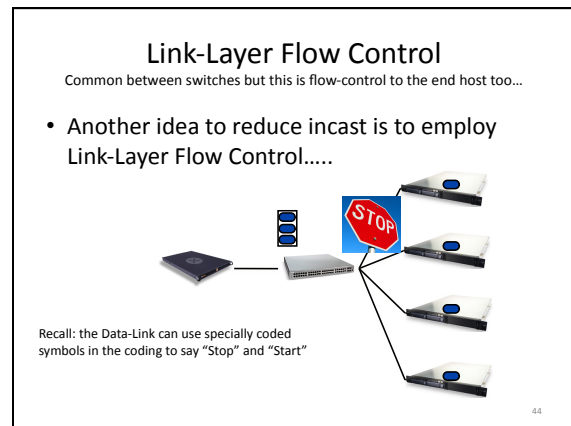 Link-Layer Flow Control
Common between switches but this is flow-control to the end host too…
• Another idea to reduce incast is to employ
Link-Layer Flow Control…..
STOP
Recall: the Data-Link can use specially coded
symbols in the coding to say “Stop” and “Start”
44